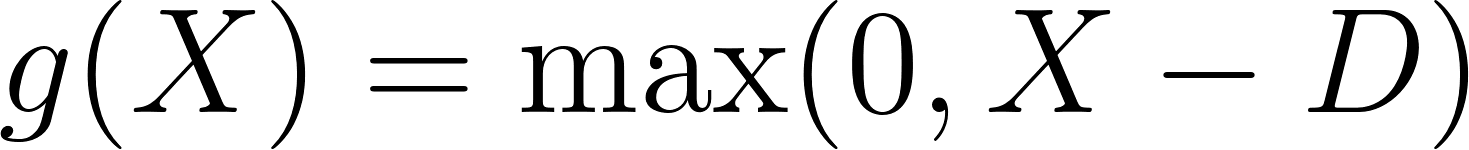 g(X) = max(0, X − D)